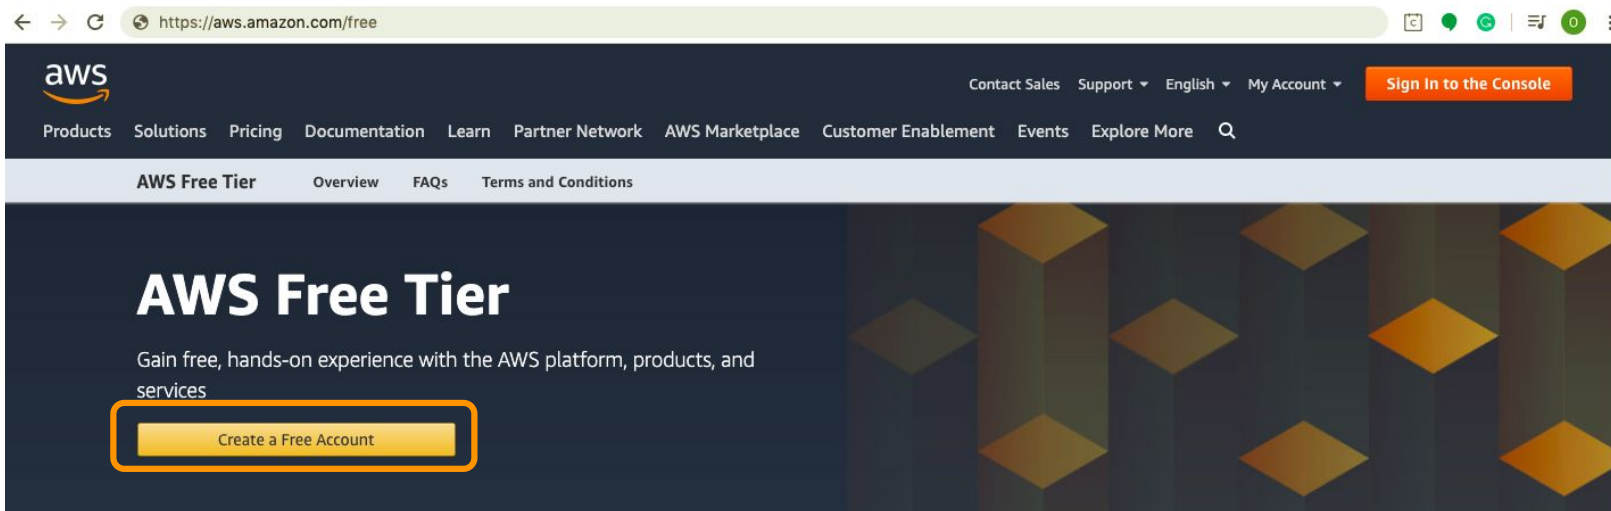 https://aws.amazon.com/free
C
G
O
aws
Contact Sales Support English My Account Sign In to the Console
Products Solutions Pricing Documentation Learn Partner Network AWS Marketplace Customer Enablement Events Explore More
AWS Free Tier Overview FAQs Terms and Conditions
AWS Free Tier
Gain free, hands-on experience with the AWS platform, products, and
services
Create a Free Account